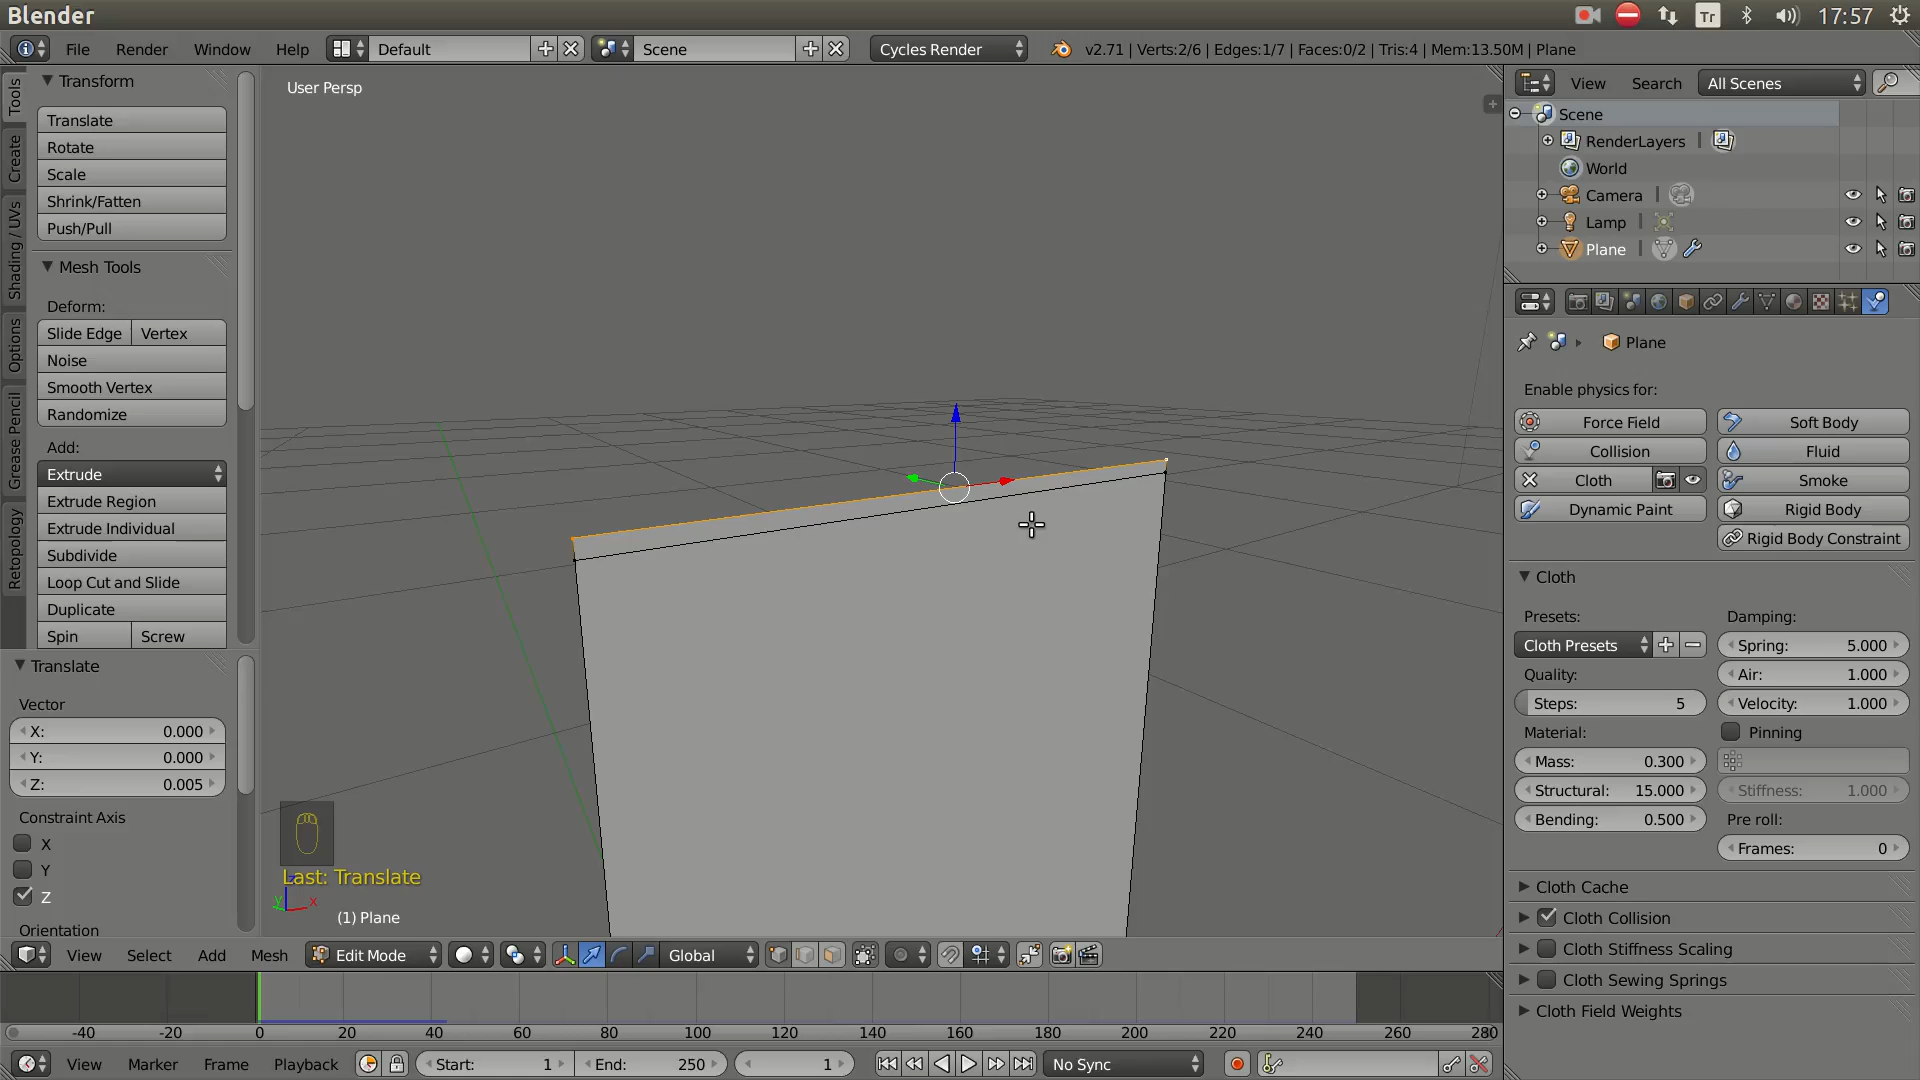 Blender
Tr
17:57
File
Render
Window
Help
Default
Scene
Cycles Render
v2.71 | Verts:2/6 | Edges:1/7 | Faces:0/2 | Tris:4 | Mem:13.50M | Plane
Tools
Create
Shading / UVs
Options
Grease Pencil
Retopology
Transform
Translate
Rotate
Scale
Shrink/Fatten
Push/Pull
Mesh Tools
Deform:
Slide Edge
Vertex
Noise
Smooth Vertex
Randomize
Add:
Extrude
Extrude Region
Extrude Individual
Subdivide
Loop Cut and Slide
Duplicate
Spin
Screw
Translate
Vector
X: 0.000
Y: 0.000
Z: 0.005
Constraint Axis
X
Y
Z
Orientation
User Persp
Last: Translate
z
y
x
(1) Plane
View
Select
Add
Mesh
Edit Mode
Global
-40 -20 0 20 40 60 80 100 120 140 160 180 200 220 240 260 280
View
Marker
Frame
Playback
Start: 1
End: 250
1
No Sync
View
Search
All Scenes
Scene
RenderLayers
World
Camera
Lamp
Plane
Plane
Enable physics for:
Force Field
Soft Body
Collision
Fluid
Cloth
Smoke
Dynamic Paint
Rigid Body
Rigid Body Constraint
Cloth
Presets:
Damping:
Cloth Presets
Spring: 5.000
Quality:
Air: 1.000
Steps: 5
Velocity: 1.000
Material:
Pinning
Mass: 0.300
Structural: 15.000
Stiffness: 1.000
Bending: 0.500
Pre roll:
Frames: 0
Cloth Cache
Cloth Collision
Cloth Stiffness Scaling
Cloth Sewing Springs
Cloth Field Weights